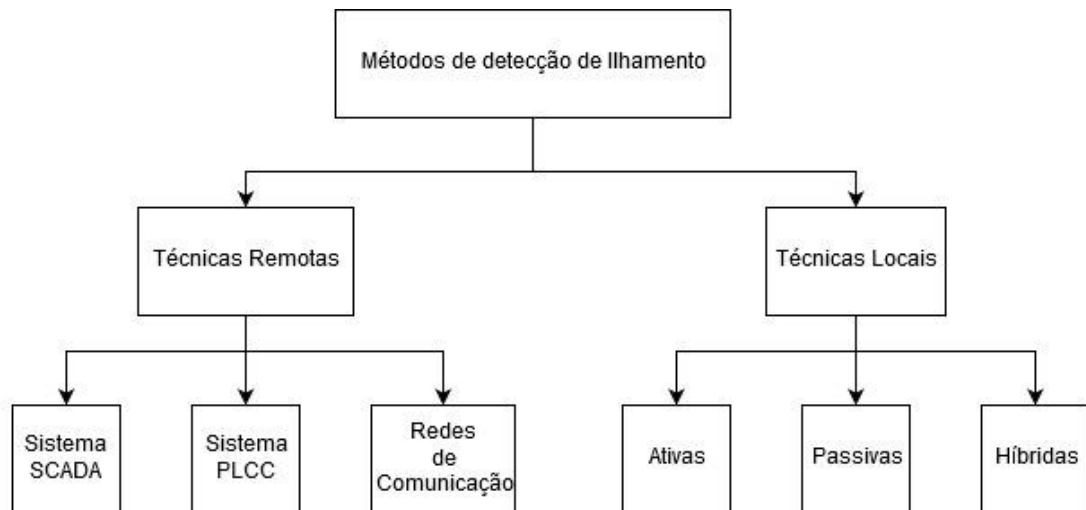 Métodos de detecção de Ilhamento
Técnicas Remotas
Técnicas Locais
Sistema
SCADA
Sistema
PLCC
Redes
de
Comunicação
Ativas
Passivas
Híbridas